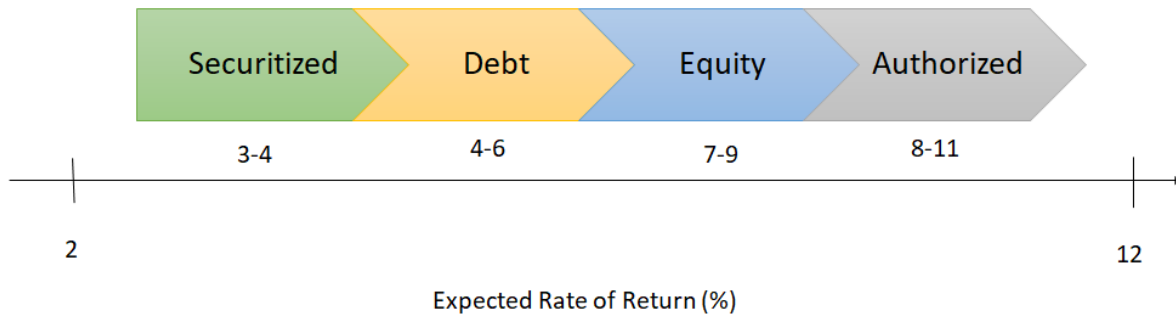 Securitized Debt Equity Authorized
3-4 4-6 7-9 8-11
2 12
Expected Rate of Return (%)